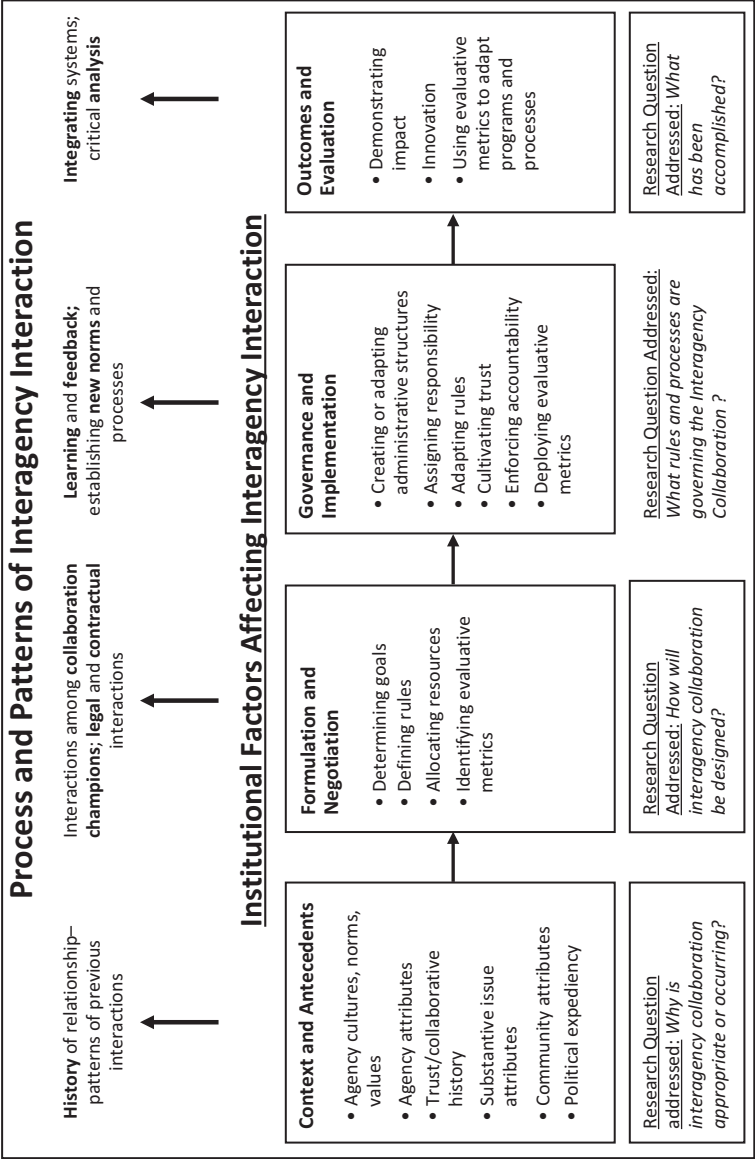 Process and Patterns of Interagency Interaction
History of relationship–
patterns of previous
interactions
Interactions among collaboration
champions; legal and contractual
interactions
Learning and feedback;
establishing new norms and
processes
Integrating systems;
critical analysis
Institutional Factors Affecting Interagency Interaction
Context and Antecedents
• Agency cultures, norms,
values
• Agency attributes
• Trust/collaborative
history
• Substantive issue
attributes
• Community attributes
• Political expediency
Formulation and
Negotiation
• Determining goals
• Defining rules
• Allocating resources
• Identifying evaluative
metrics
Governance and
Implementation
• Creating or adapting
administrative structures
• Assigning responsibility
• Adapting rules
• Cultivating trust
• Enforcing accountability
• Deploying evaluative
metrics
Outcomes and
Evaluation
• Demonstrating
impact
• Innovation
• Using evaluative
metrics to adapt
programs and
processes
Research Question
addressed: Why is
interagency collaboration
appropriate or occurring?
Research Question
Addressed: How will
interagency collaboration
be designed?
Research Question Addressed:
What rules and processes are
governing the Interagency
Collaboration ?
Research Question
Addressed: What
has been
accomplished?